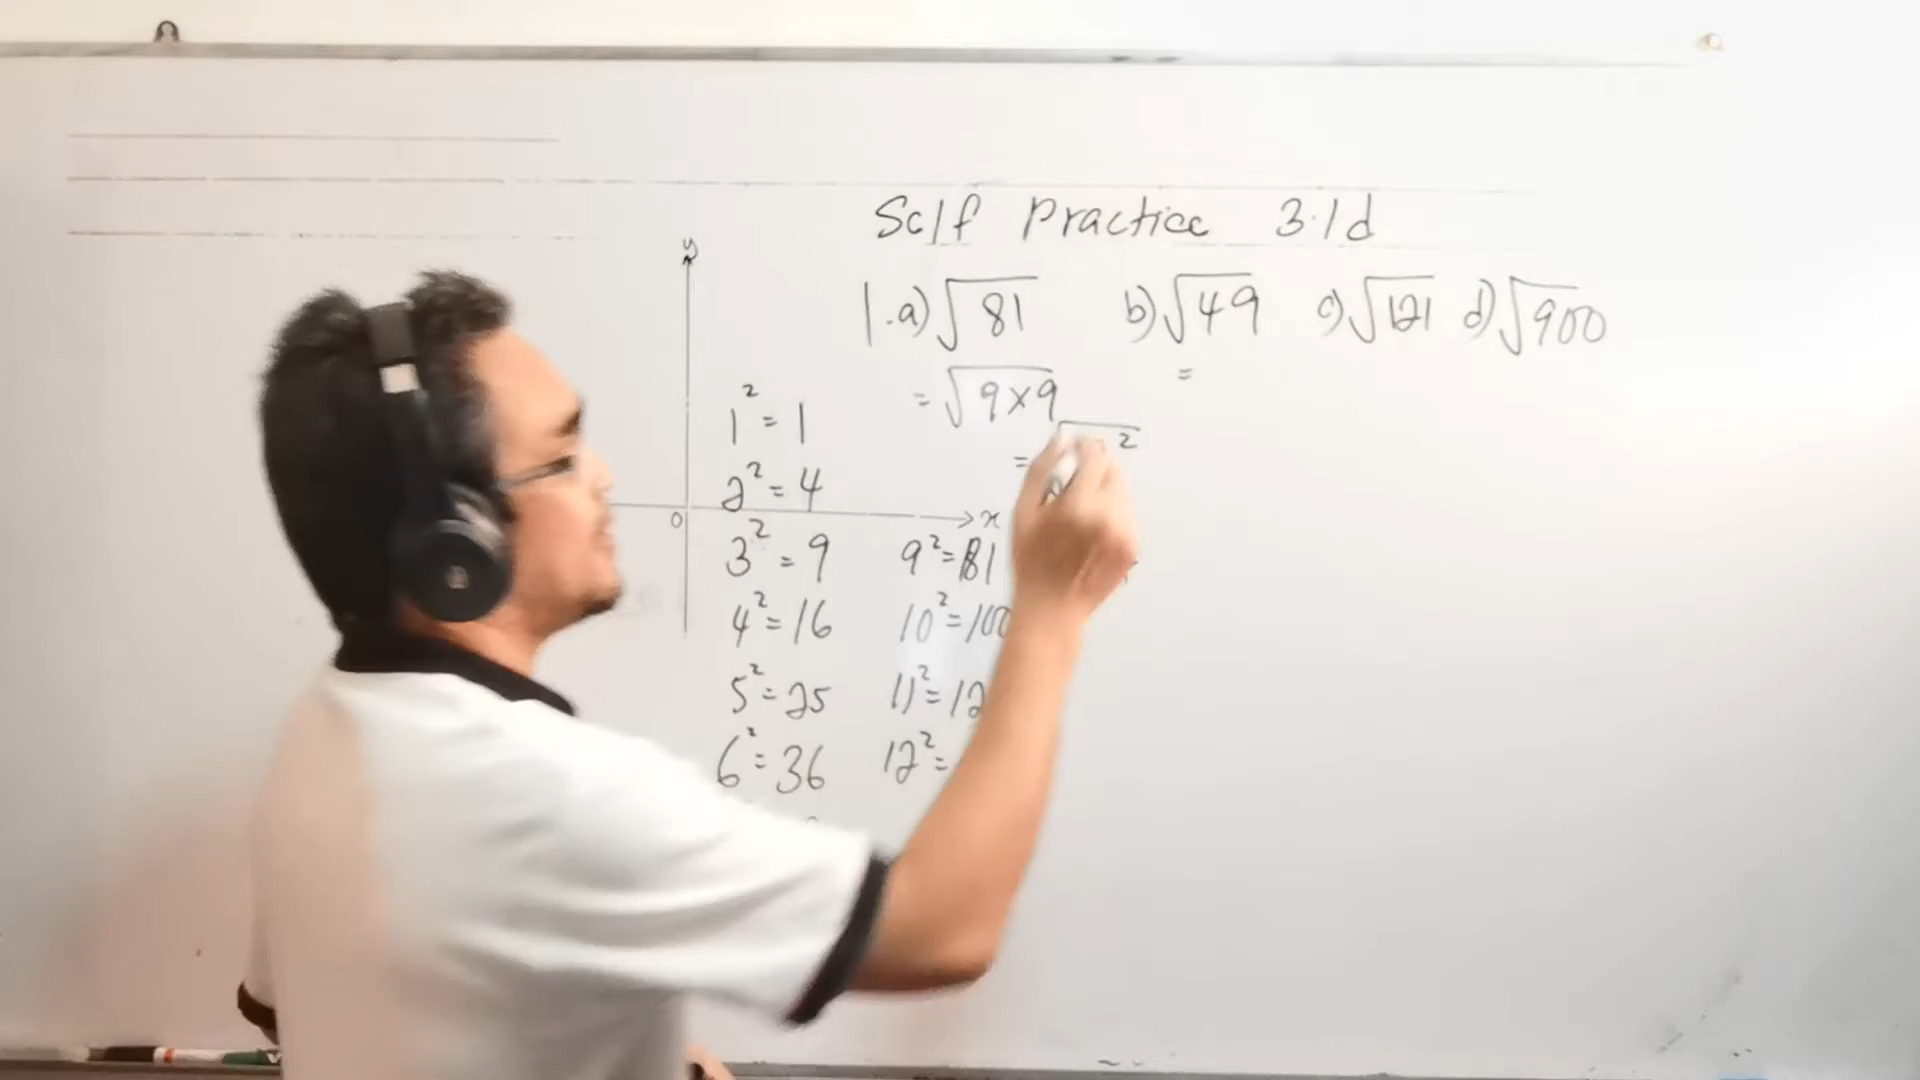 Self Practice 3.1d
1.a) √81 b) √49 c) √121 d) √900
= √9×9 =
= 2
y
x
0
1² = 1
2² = 4
3² = 9
4² = 16
5² = 25
6² = 36
9² = 81
10² = 100
11² = 12
12² =